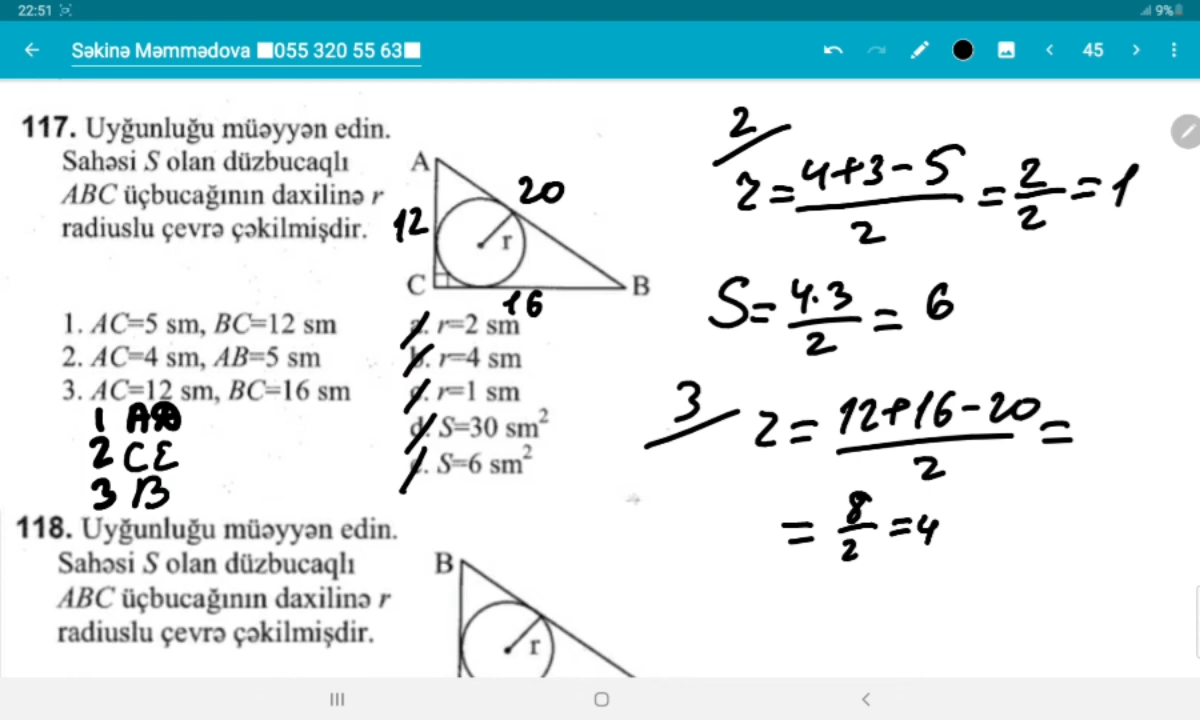 22:51
9%
Səkinə Məmmədova 055 320 55 63
45
117. Uyğunluğu müəyyən edin.
Sahəsi S olan düzbucaqlı
ABC üçbucağının daxilinə r
radiuslu çevrə çəkilmişdir.
A
20
12
r
C
B
16
1. AC=5 sm, BC=12 sm
2. AC=4 sm, AB=5 sm
3. AC=12 sm, BC=16 sm
a. r=2 sm
b. r=4 sm
c. r=1 sm
d. S=30 sm²
e. S=6 sm²
1 AD
2 CE
3 B
2
r = 4+3-5 / 2 = 2/2 = 1
S = 4·3 / 2 = 6
3
r = 12+16-20 / 2 =
= 8/2 = 4
118. Uyğunluğu müəyyən edin.
Sahəsi S olan düzbucaqlı
ABC üçbucağının daxilinə r
radiuslu çevrə çəkilmişdir.
B
r